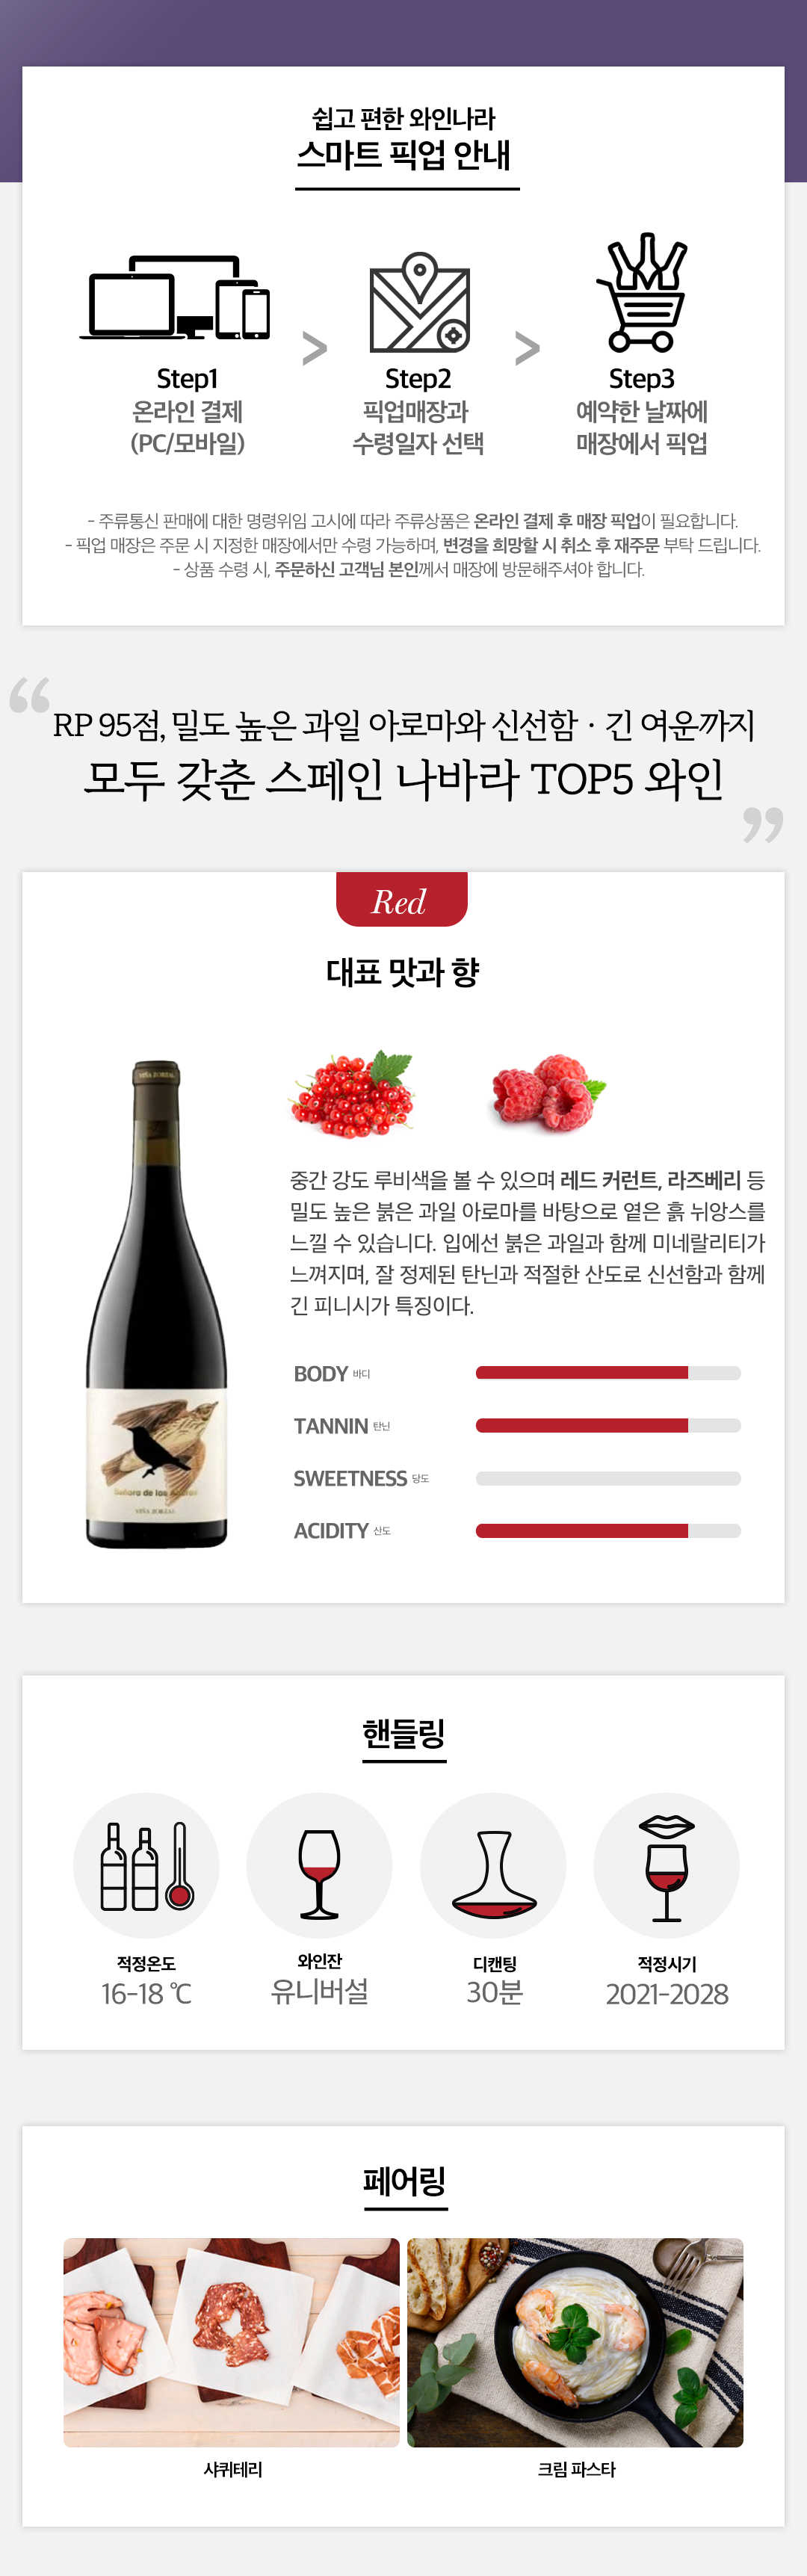 쉽고 편한 와인나라
스마트 픽업 안내
>
>
Step1
온라인 결제
(PC/모바일)
Step2
픽업매장과
수령일자 선택
Step3
예약한 날짜에
매장에서 픽업
- 주류통신 판매에 대한 명령위임 고시에 따라 주류상품은 온라인 결제 후 매장 픽업이 필요합니다.
- 픽업 매장은 주문 시 지정한 매장에서만 수령 가능하며, 변경을 희망할 시 취소 후 재주문 부탁 드립니다.
- 상품 수령 시, 주문하신 고객님 본인께서 매장에 방문해주셔야 합니다.
“
RP 95점, 밀도 높은 과일 아로마와 신선함 · 긴 여운까지
모두 갖춘 스페인 나바라 TOP5 와인
”
Red
대표 맛과 향
VIÑA ZORZAL
중간 강도 루비색을 볼 수 있으며 레드 커런트, 라즈베리 등
밀도 높은 붉은 과일 아로마를 바탕으로 옅은 흙 뉘앙스를
느낄 수 있습니다. 입에선 붉은 과일과 함께 미네랄리티가
느껴지며, 잘 정제된 탄닌과 적절한 산도로 신선함과 함께
긴 피니시가 특징이다.
BODY 바디
TANNIN 탄닌
SWEETNESS 당도
ACIDITY 산도
Señora de las
VIÑA ZORZAL
핸들링
적정온도
16-18 ℃
와인잔
유니버설
디캔팅
30분
적정시기
2021-2028
페어링
샤퀴테리
크림 파스타